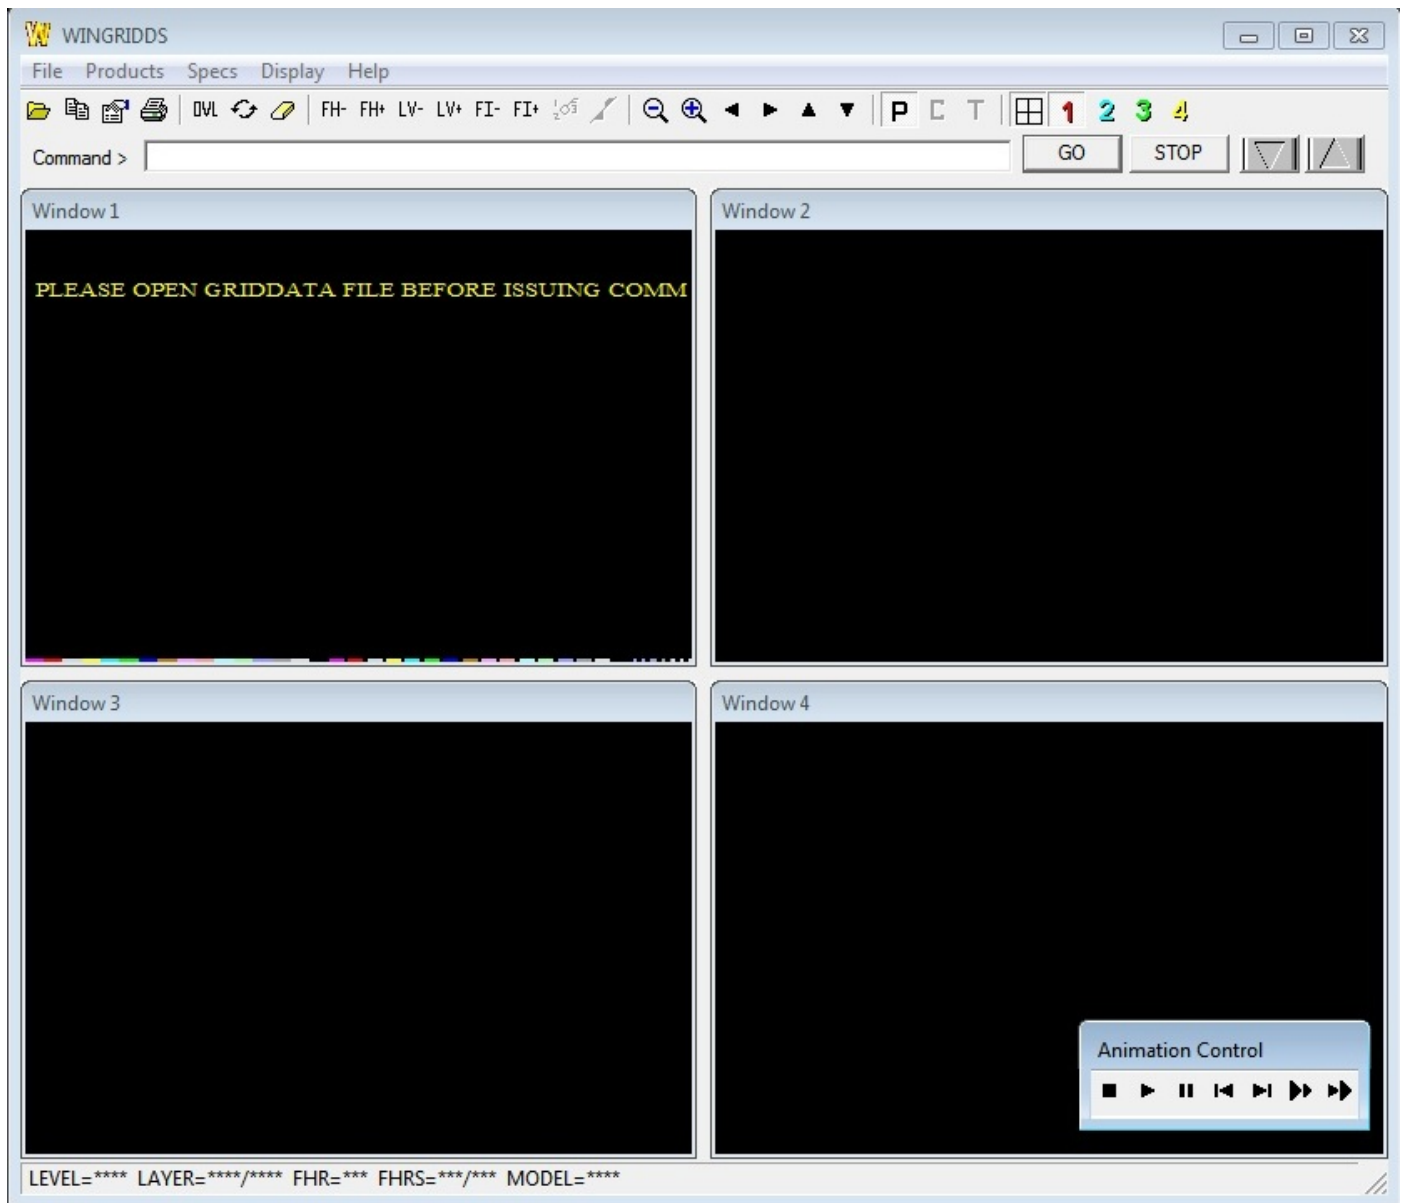 WINGRIDDS
File Products Specs Display Help
OVL FH- FH+ LV- LV+ FI- FI+ P C T 1 2 3 4
Command > GO STOP
Window 1
Window 2
PLEASE OPEN GRIDDATA FILE BEFORE ISSUING COMM
Window 3
Window 4
Animation Control
LEVEL=**** LAYER=****/**** FHR=*** FHRS=***/*** MODEL=****